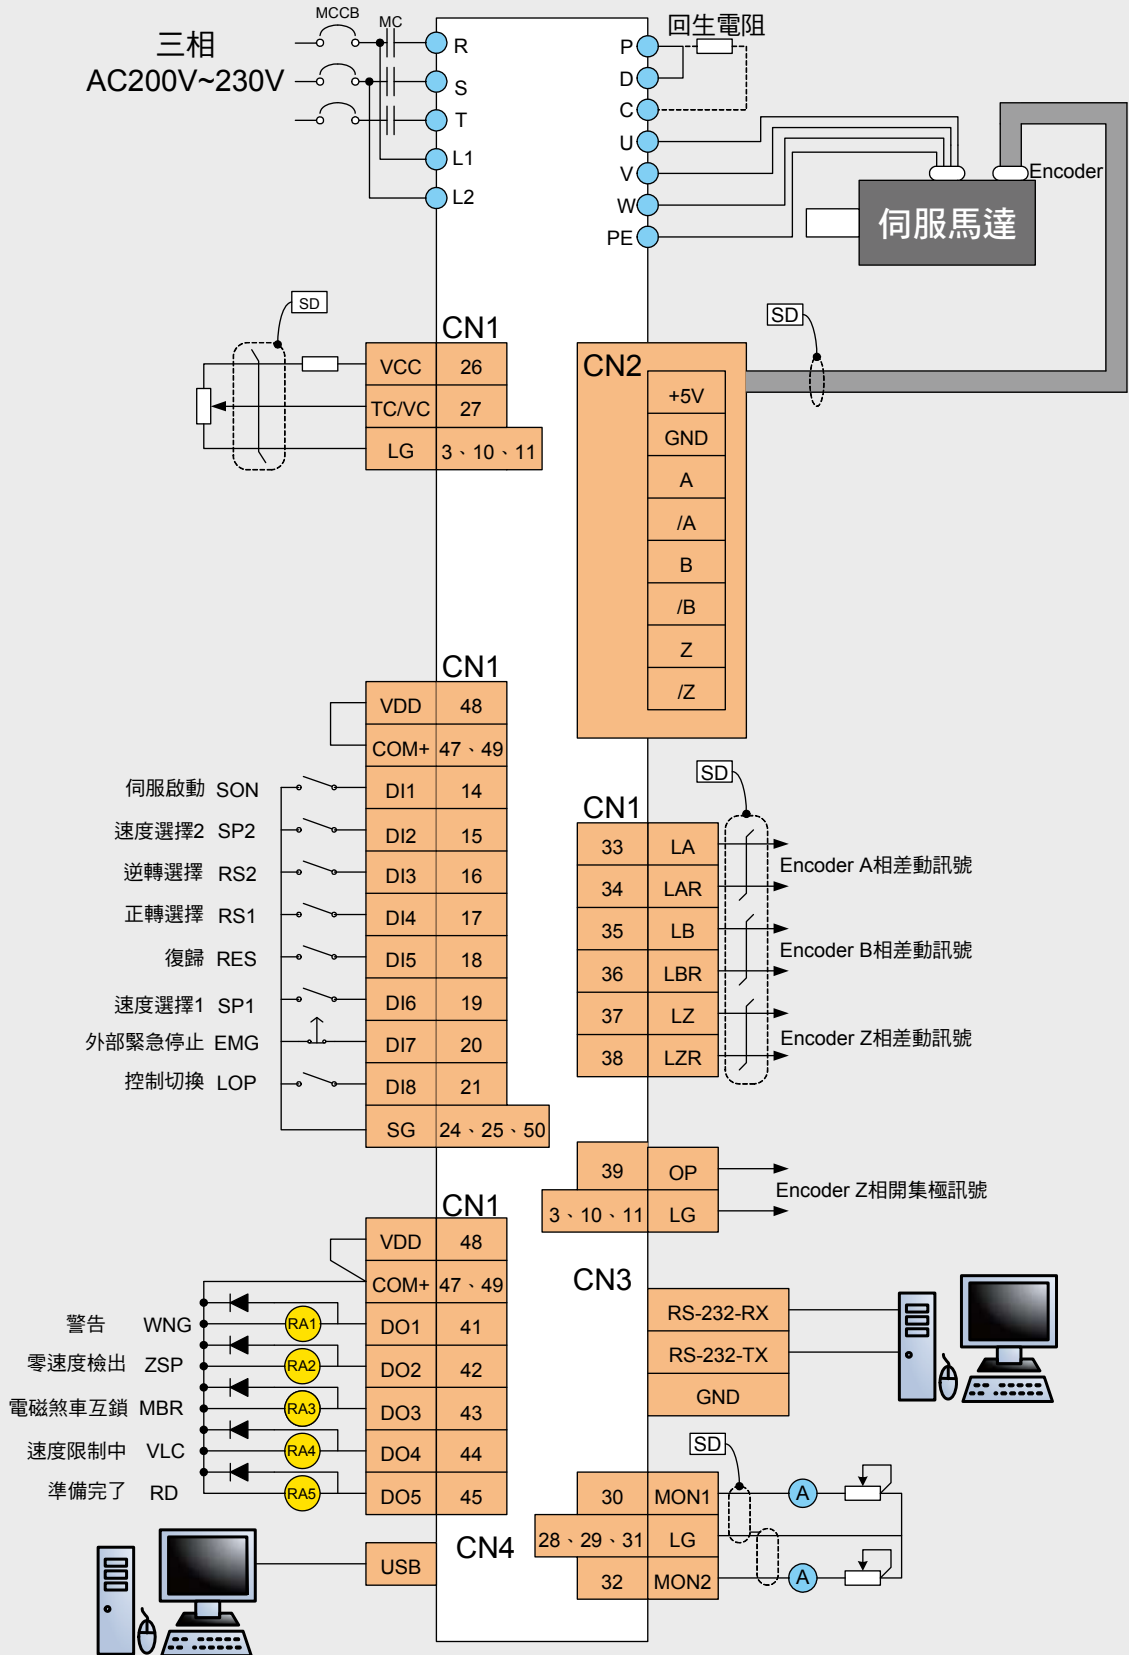 MCCB
MC
三相
AC200V~230V
R
S
T
L1
L2
回生電阻
P
D
C
U
V
W
PE
Encoder
伺服馬達
SD
CN1
VCC 26
TC/VC 27
LG 3、10、11
SD
CN2
+5V
GND
A
/A
B
/B
Z
/Z
CN1
VDD 48
COM+ 47、49
伺服啟動 SON DI1 14
速度選擇2 SP2 DI2 15
逆轉選擇 RS2 DI3 16
正轉選擇 RS1 DI4 17
復歸 RES DI5 18
速度選擇1 SP1 DI6 19
外部緊急停止 EMG DI7 20
控制切換 LOP DI8 21
SG 24、25、50
SD
CN1
33 LA
34 LAR
Encoder A相差動訊號
35 LB
36 LBR
Encoder B相差動訊號
37 LZ
38 LZR
Encoder Z相差動訊號
39 OP
3、10、11 LG
Encoder Z相開集極訊號
CN1
VDD 48
COM+ 47、49
警告 WNG RA1 DO1 41
零速度檢出 ZSP RA2 DO2 42
電磁煞車互鎖 MBR RA3 DO3 43
速度限制中 VLC RA4 DO4 44
準備完了 RD RA5 DO5 45
CN3
RS-232-RX
RS-232-TX
GND
SD
30 MON1 A
28、29、31 LG
32 MON2 A
CN4
USB